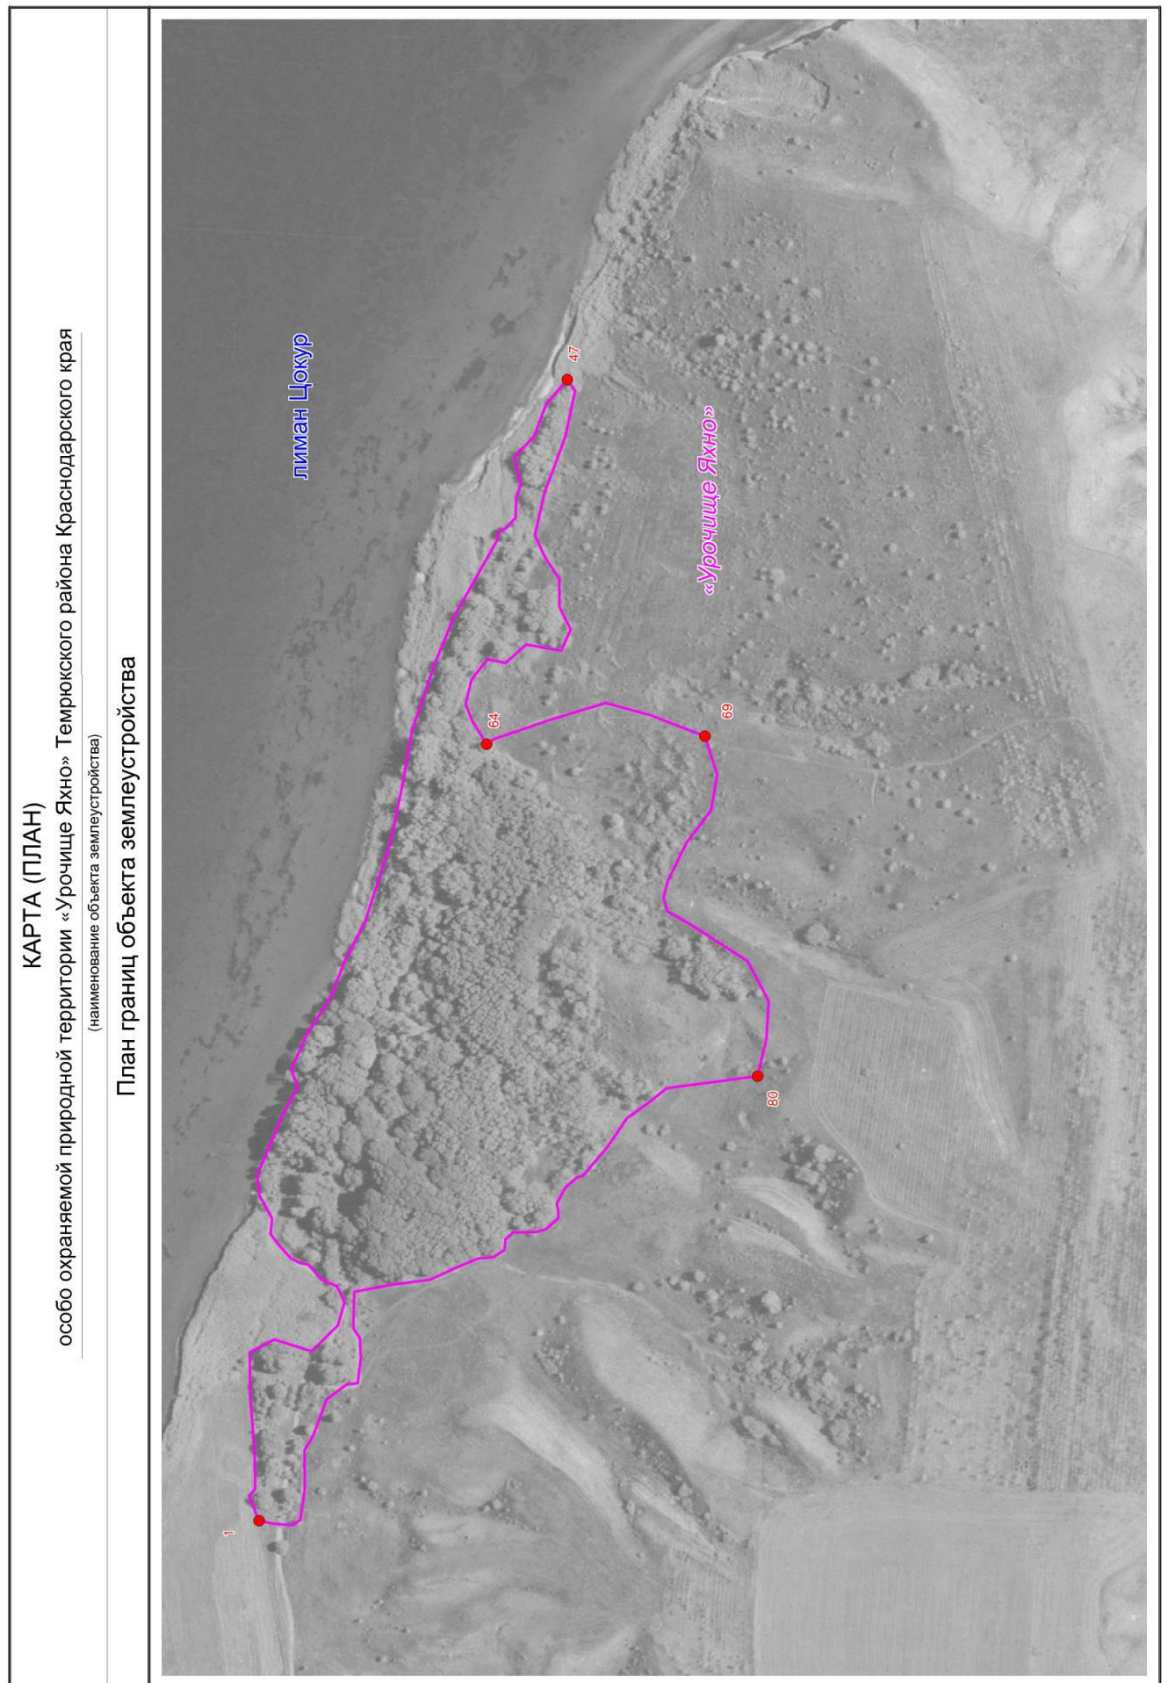 КАРТА (ПЛАН)
особо охраняемой природной территории «Урочище Яхно» Темрюкского района Краснодарского края
(наименование объекта землеустройства)
План границ объекта землеустройства
лиман Цокур
47
«Урочище Яхно»
64
69
80
1